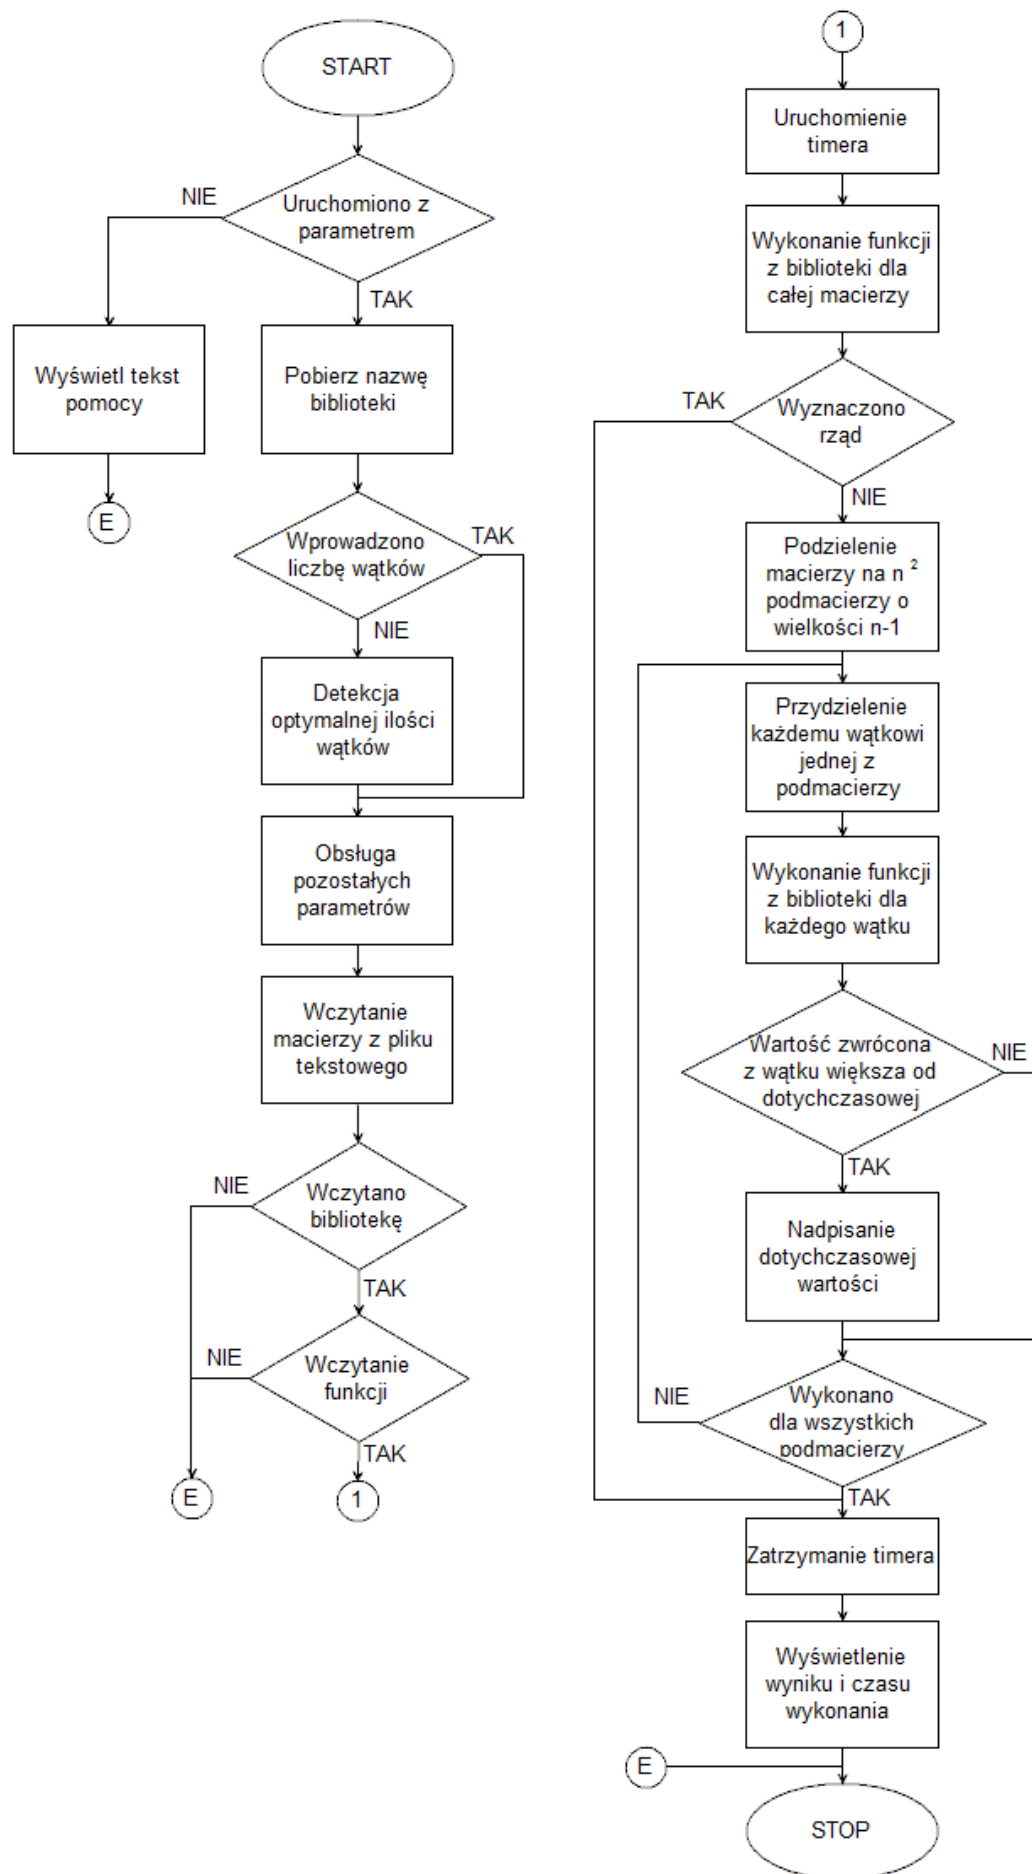 START
NIE
Uruchomiono z
parametrem
TAK
Wyświetl tekst
pomocy
Pobierz nazwę
biblioteki
E
Wprowadzono
liczbę wątków
TAK
NIE
Detekcja
optymalnej ilości
wątków
Obsługa
pozostałych
parametrów
Wczytanie
macierzy z pliku
tekstowego
NIE
Wczytano
bibliotekę
TAK
NIE
Wczytanie
funkcji
TAK
E
1
1
Uruchomienie
timera
Wykonanie funkcji
z biblioteki dla
całej macierzy
TAK
Wyznaczono
rząd
NIE
Podzielenie
macierzy na n ²
podmacierzy o
wielkości n-1
Przydzielenie
każdemu wątkowi
jednej z
podmacierzy
Wykonanie funkcji
z biblioteki dla
każdego wątku
Wartość zwrócona
z wątku większa od
dotychczasowej
NIE
TAK
Nadpisanie
dotychczasowej
wartości
NIE
Wykonano
dla wszystkich
podmacierzy
TAK
Zatrzymanie timera
Wyświetlenie
wyniku i czasu
wykonania
E
STOP